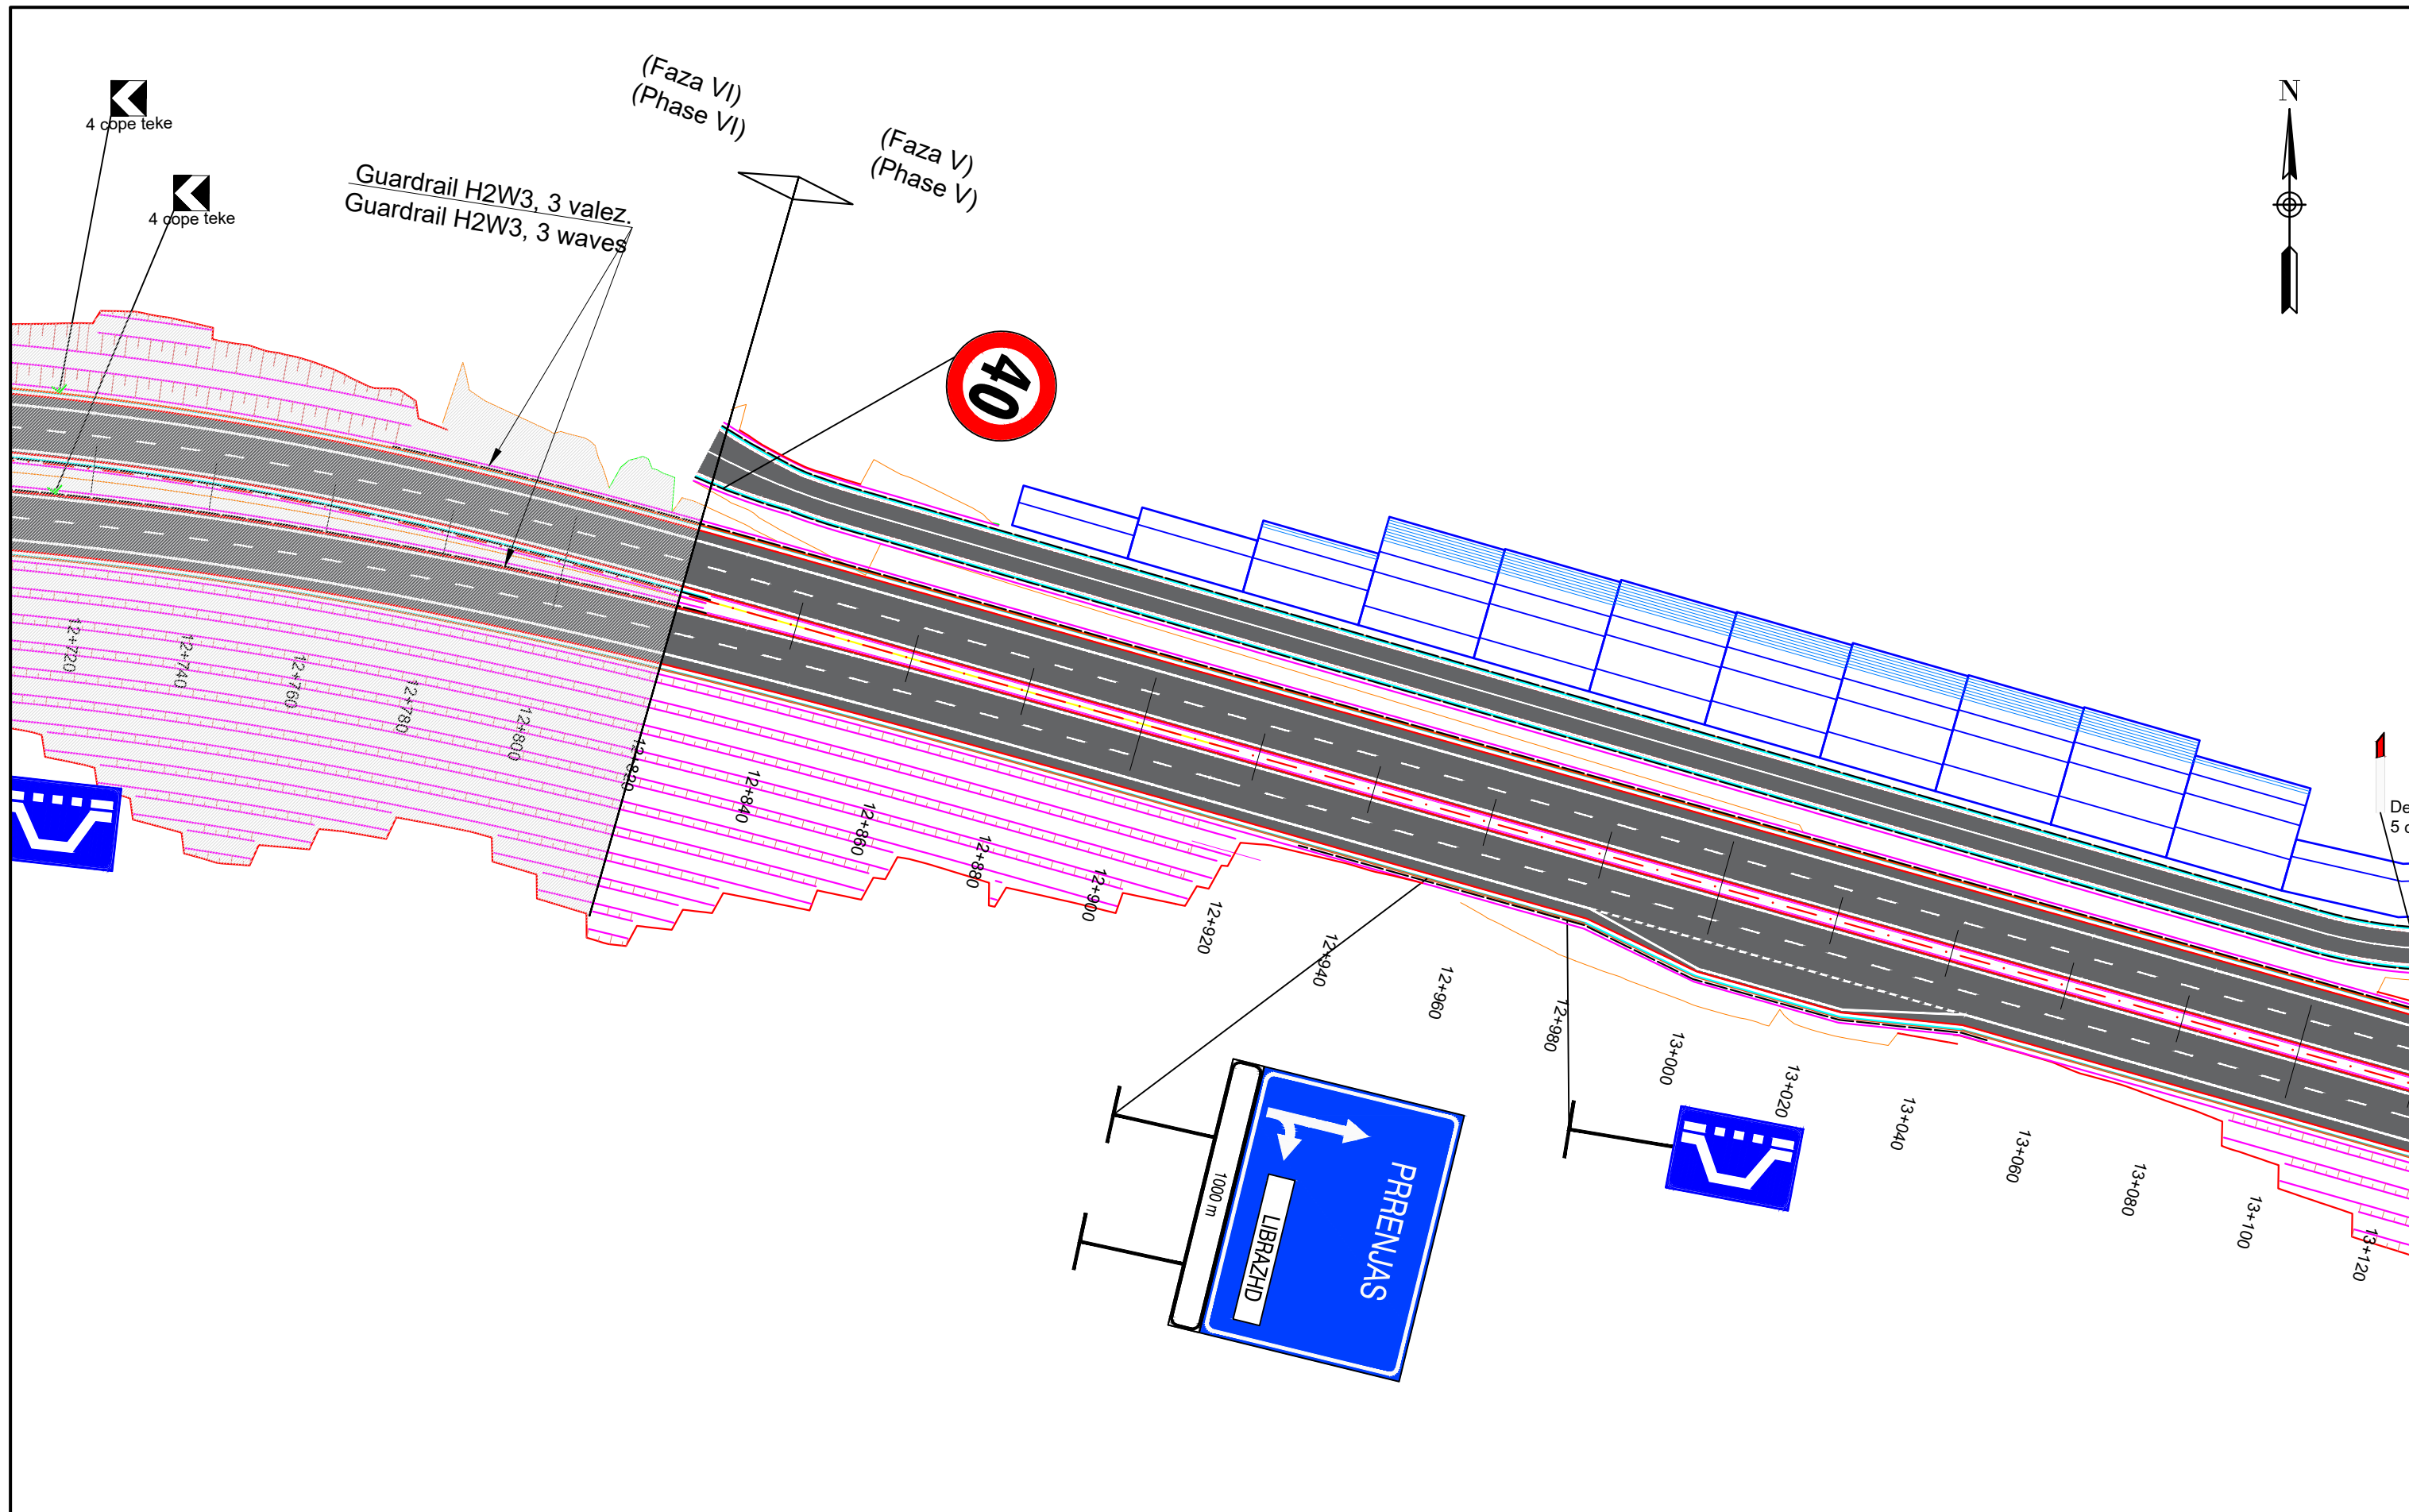 (Faza VI)
(Phase VI)
(Faza V)
(Phase V)
N
4 cope teke
4 cope teke
Guardrail H2W3, 3 valez.
Guardrail H2W3, 3 waves
40
12+720
12+740
12+760
12+780
12+800
12+820
12+840
12+860
12+880
12+900
12+920
12+940
12+960
12+980
13+000
13+020
13+040
13+060
13+080
13+100
13+120
De
5 c
PRRENJAS
LIBRAZHD
1000 m